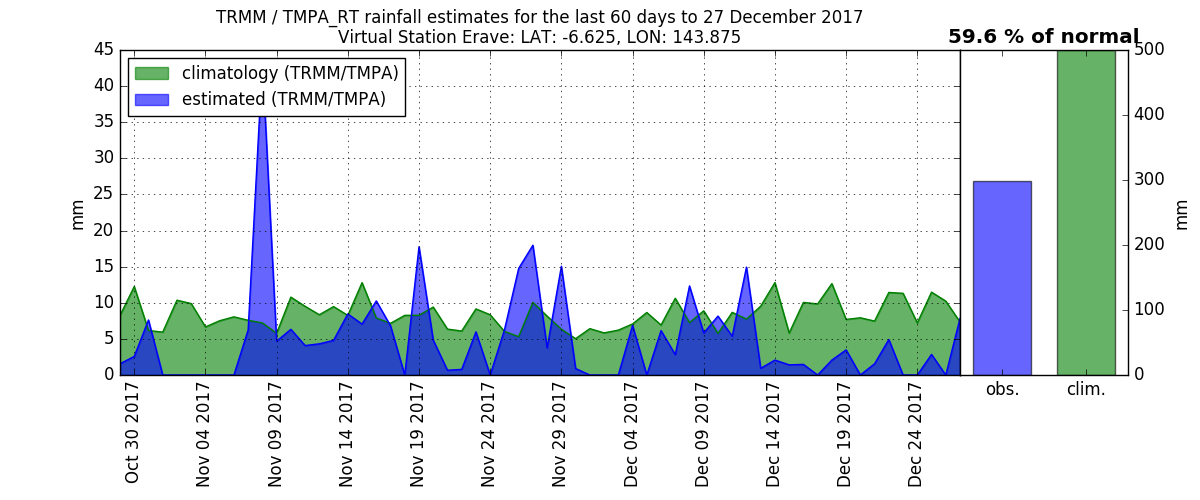 TRMM / TMPA_RT rainfall estimates for the last 60 days to 27 December 2017
Virtual Station Erave: LAT: -6.625, LON: 143.875
59.6 % of normal
climatology (TRMM/TMPA)
estimated (TRMM/TMPA)
mm
45
40
35
30
25
20
15
10
5
0
Oct 30 2017
Nov 04 2017
Nov 09 2017
Nov 14 2017
Nov 19 2017
Nov 24 2017
Nov 29 2017
Dec 04 2017
Dec 09 2017
Dec 14 2017
Dec 19 2017
Dec 24 2017
obs.
clim.
500
400
300
200
100
0
mm